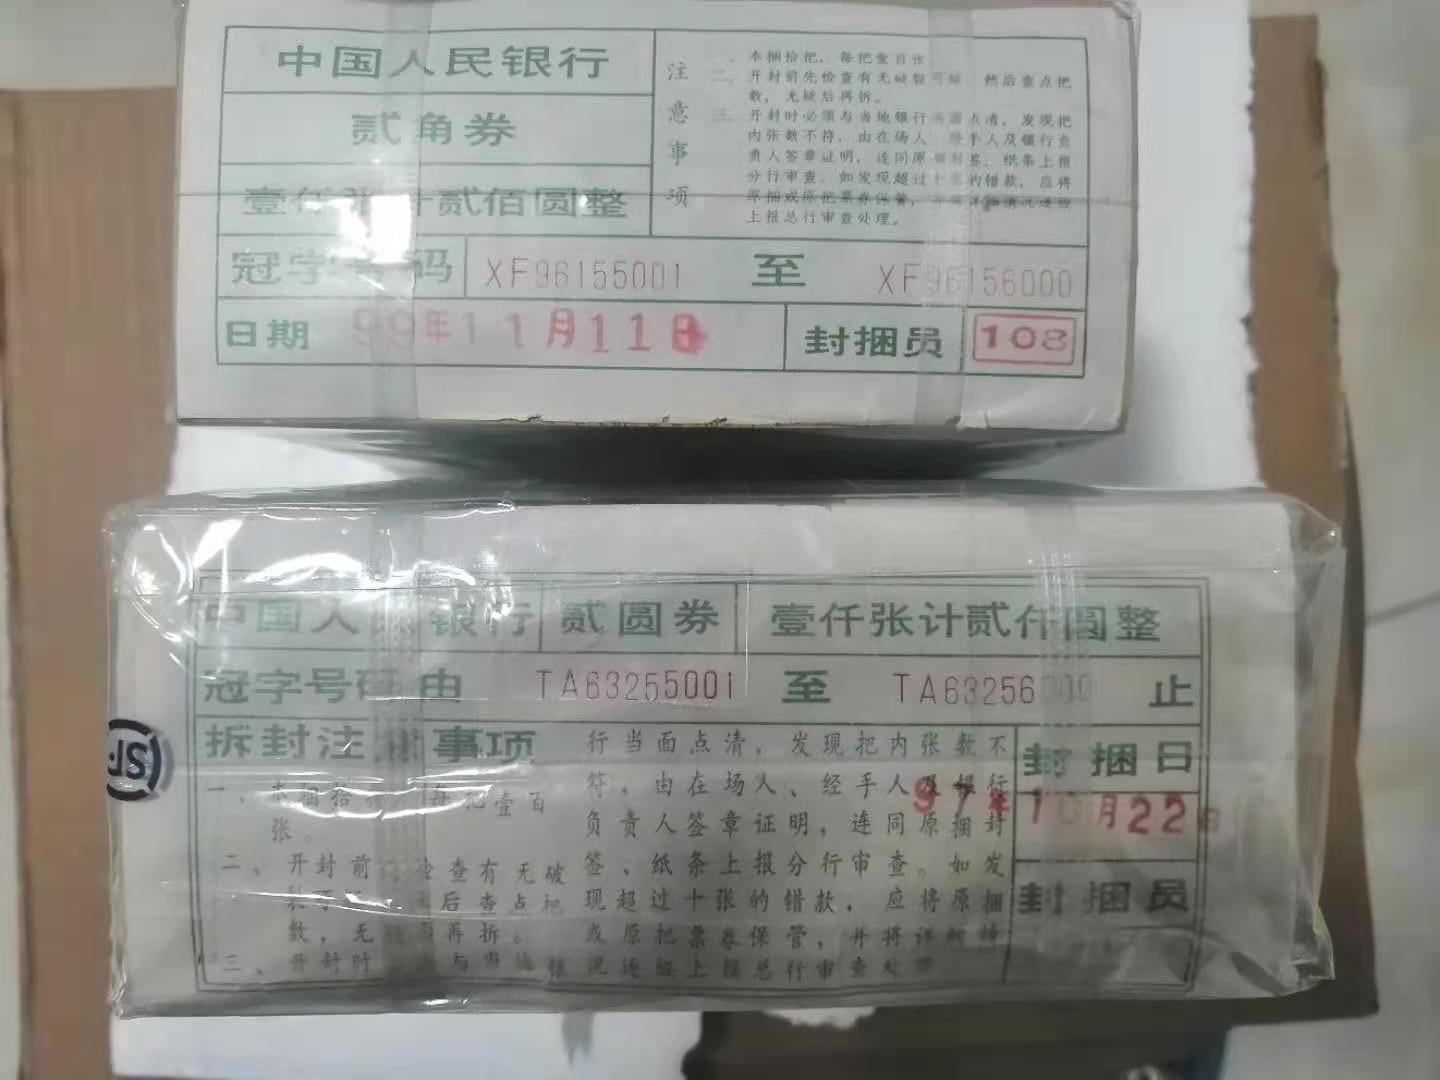 中国人民银行
贰角券
壹仟张计贰佰圆整
注意事项
一、本捆拾把，每把壹百张
二、开封前先检查有无破裂可疑 然后查点把
数，无疑后再拆。
三、开封时必须与当地银行当面点清，发现把
内张数不符，由在场人 经手人及银行负
责人签章证明，连同原捆封签、纸条上报
分行审查。如发现超过十张的错款，应将
原捆或原把票券保管，并将详细情况逐级
上报总行审查处理。
冠字号码 XF96155001 至 XF96156000
日期 99年11月11日 封捆员 108
中国人民银行 贰圆券 壹仟张计贰仟圆整
冠字号码 由 TA63255001 至 TA63256000 止
拆封注意事项
一、本捆拾把，每把壹百
张。
二、开封前 检查有无破
后查点把
数，无 再拆。
三、开封时 与当地银
行当面点清，发现把内张数不
符，由在场人、经手人及银行
负责人签章证明，连同原捆封
签、纸条上报分行审查。如发
现超过十张的错款，应将原捆
或原把票券保管，并将详细情
况逐级上报总行审查处
封捆日
97年10月22日
封捆员